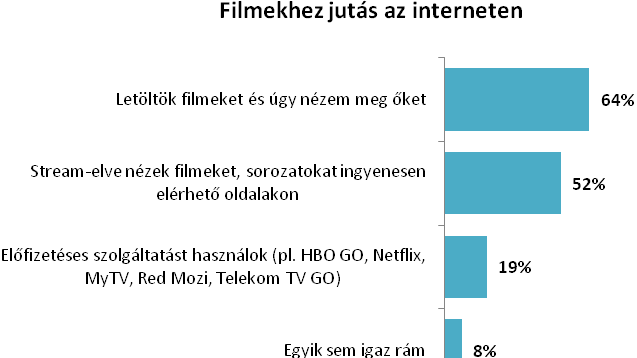 Filmekhez jutás az interneten
Letöltök filmeket és úgy nézem meg őket
64%
Stream-elve nézek filmeket, sorozatokat ingyenesen
elérhető oldalakon
52%
Előfizetéses szolgáltatást használok (pl. HBO GO, Netflix,
MyTV, Red Mozi, Telekom TV GO)
19%
Egyik sem igaz rám
8%